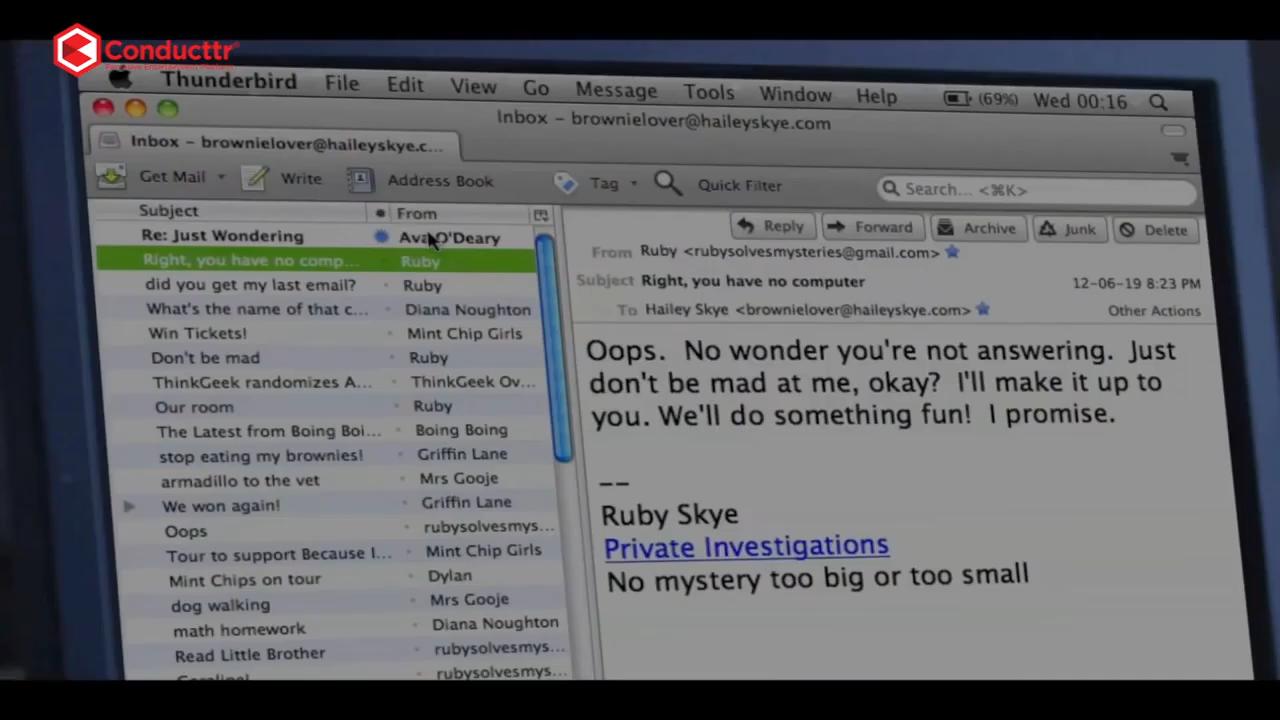 Conducttr
Thunderbird File Edit View Go Message Tools Window Help (69%) Wed 00:16
Inbox – brownielover@haileyskye.com
Inbox – brownielover@haileyskye.c...
Get Mail Write Address Book Tag Quick Filter Search... <⌘K>
Subject From
Re: Just Wondering Ava O'Deary
Right, you have no comp... Ruby
did you get my last email? Ruby
What's the name of that c... Diana Noughton
Win Tickets! Mint Chip Girls
Don't be mad Ruby
ThinkGeek randomizes A... ThinkGeek Ov...
Our room Ruby
The Latest from Boing Boi... Boing Boing
stop eating my brownies! Griffin Lane
armadillo to the vet Mrs Gooje
We won again! Griffin Lane
Oops rubysolvesmys...
Tour to support Because I... Mint Chip Girls
Mint Chips on tour Dylan
dog walking Mrs Gooje
math homework Diana Noughton
Read Little Brother rubysolvesmys...
rubysolvesmys...
Reply Forward Archive Junk Delete
From Ruby <rubysolvesmysteries@gmail.com>
Subject Right, you have no computer 12-06-19 8:23 PM
To Hailey Skye <brownielover@haileyskye.com> Other Actions
Oops. No wonder you're not answering. Just
don't be mad at me, okay? I'll make it up to
you. We'll do something fun! I promise.
--
Ruby Skye
Private Investigations
No mystery too big or too small